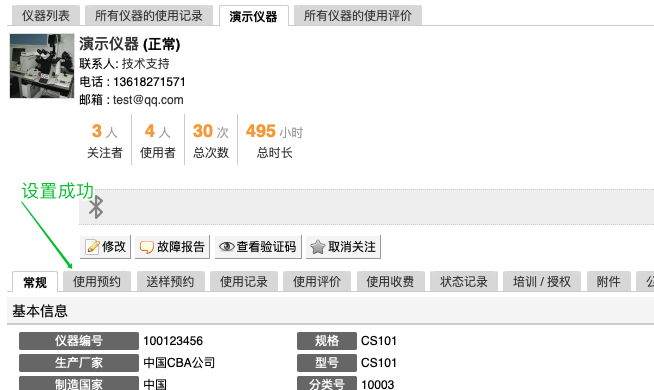 仪器列表 所有仪器的使用记录 演示仪器 所有仪器的使用评价
演示仪器 (正常)
联系人: 技术支持
电话 : 13618271571
邮箱 : test@qq.com
3 人 4 人 30 次 495 小时
关注者 使用者 总次数 总时长
设置成功
修改 故障报告 查看验证码 取消关注
常规 使用预约 送样预约 使用记录 使用评价 使用收费 状态记录 培训 / 授权 附件
基本信息
仪器编号 100123456 规格 CS101
生产厂家 中国CBA公司 型号 CS101
制造国家 中国 分类号 10003